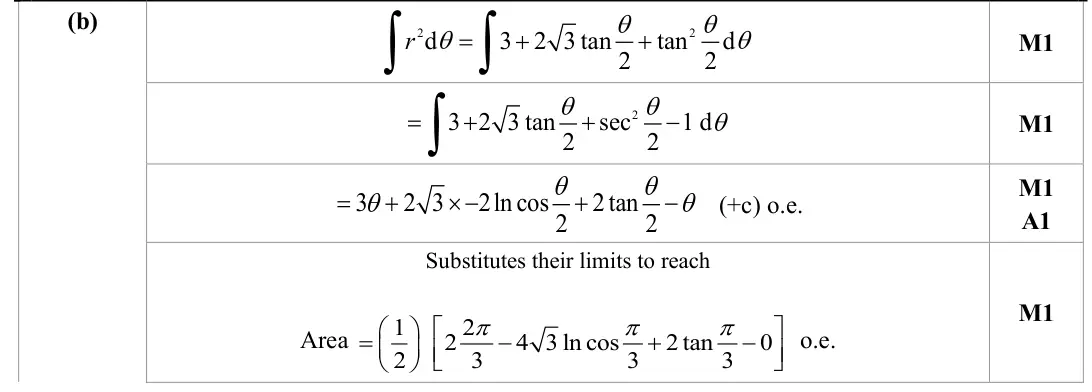 (b) ∫ r²dθ = ∫ 3 + 2√3 tan θ/2 + tan² θ/2 dθ M1
= ∫ 3 +2√3 tan θ/2 + sec² θ/2 − 1 dθ M1
= 3θ + 2√3 × −2 ln cos θ/2 + 2 tan θ/2 − θ (+c) o.e. M1 A1
Substitutes their limits to reach
Area = (1/2) [2 2π/3 − 4√3 ln cos π/3 + 2 tan π/3 − 0] o.e. M1